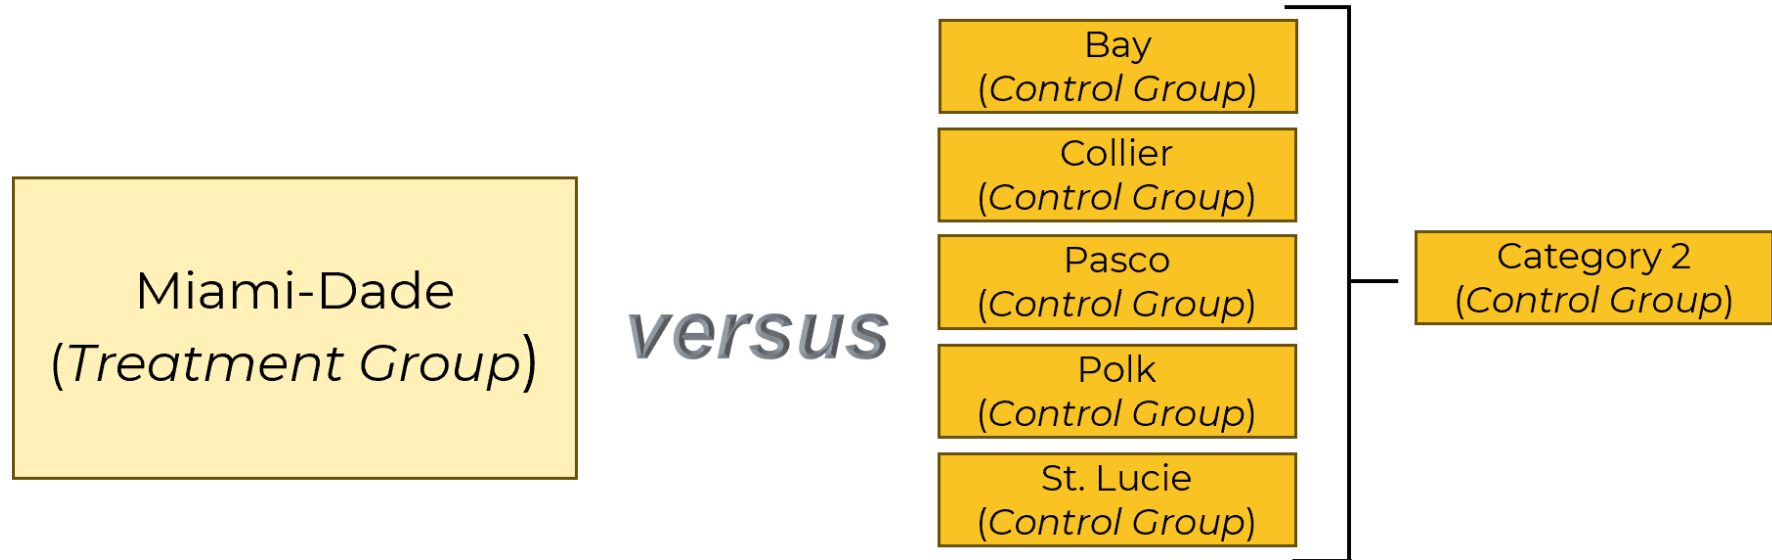 Miami-Dade
(Treatment Group)
versus
Bay
(Control Group)
Collier
(Control Group)
Pasco
(Control Group)
Polk
(Control Group)
St. Lucie
(Control Group)
Category 2
(Control Group)